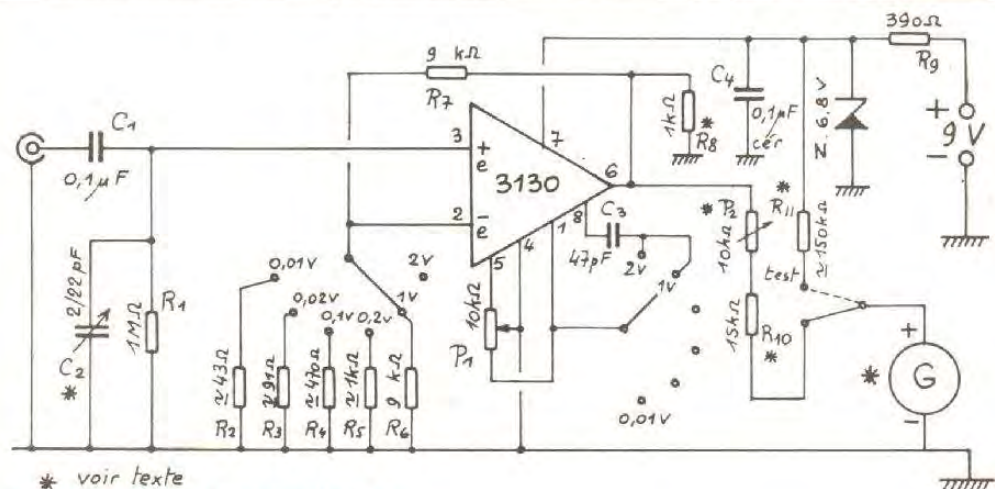 390Ω
R9
9 kΩ
R7
C4
0,1µF
cér
1kΩ
*
R8
Z 6.8V
+
9V
-
C1
0,1µF
3
+
e
7
3130
6
2
-
e
8
5
4
1
C3
47pF
2V
1V
0,01V
10kΩ
P1
* P2
10kΩ
*
R11
≃150kΩ
test
15kΩ
R10
*
+
* G
-
2/22pF
C2
*
1MΩ
R1
0,01V
0,02V
0,1V
0,2V
1V
2V
≃43Ω
R2
≃91Ω
R3
≃470Ω
R4
≃1kΩ
R5
9 kΩ
R6
* voir texte